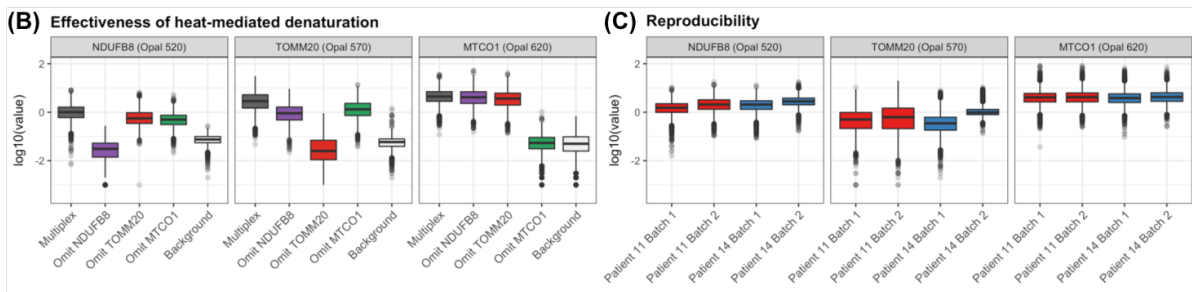 (B) Effectiveness of heat-mediated denaturation
NDUFB8 (Opal 520)
TOMM20 (Opal 570)
MTCO1 (Opal 620)
log10(value)
2
0
-2
Multiplex
Omit NDUFB8
Omit TOMM20
Omit MTCO1
Background
Multiplex
Omit NDUFB8
Omit TOMM20
Omit MTCO1
Background
Multiplex
Omit NDUFB8
Omit TOMM20
Omit MTCO1
Background
(C) Reproducibility
NDUFB8 (Opal 520)
TOMM20 (Opal 570)
MTCO1 (Opal 620)
log10(value)
2
0
-2
Patient 11 Batch 1
Patient 11 Batch 2
Patient 14 Batch 1
Patient 14 Batch 2
Patient 11 Batch 1
Patient 11 Batch 2
Patient 14 Batch 1
Patient 14 Batch 2
Patient 11 Batch 1
Patient 11 Batch 2
Patient 14 Batch 1
Patient 14 Batch 2